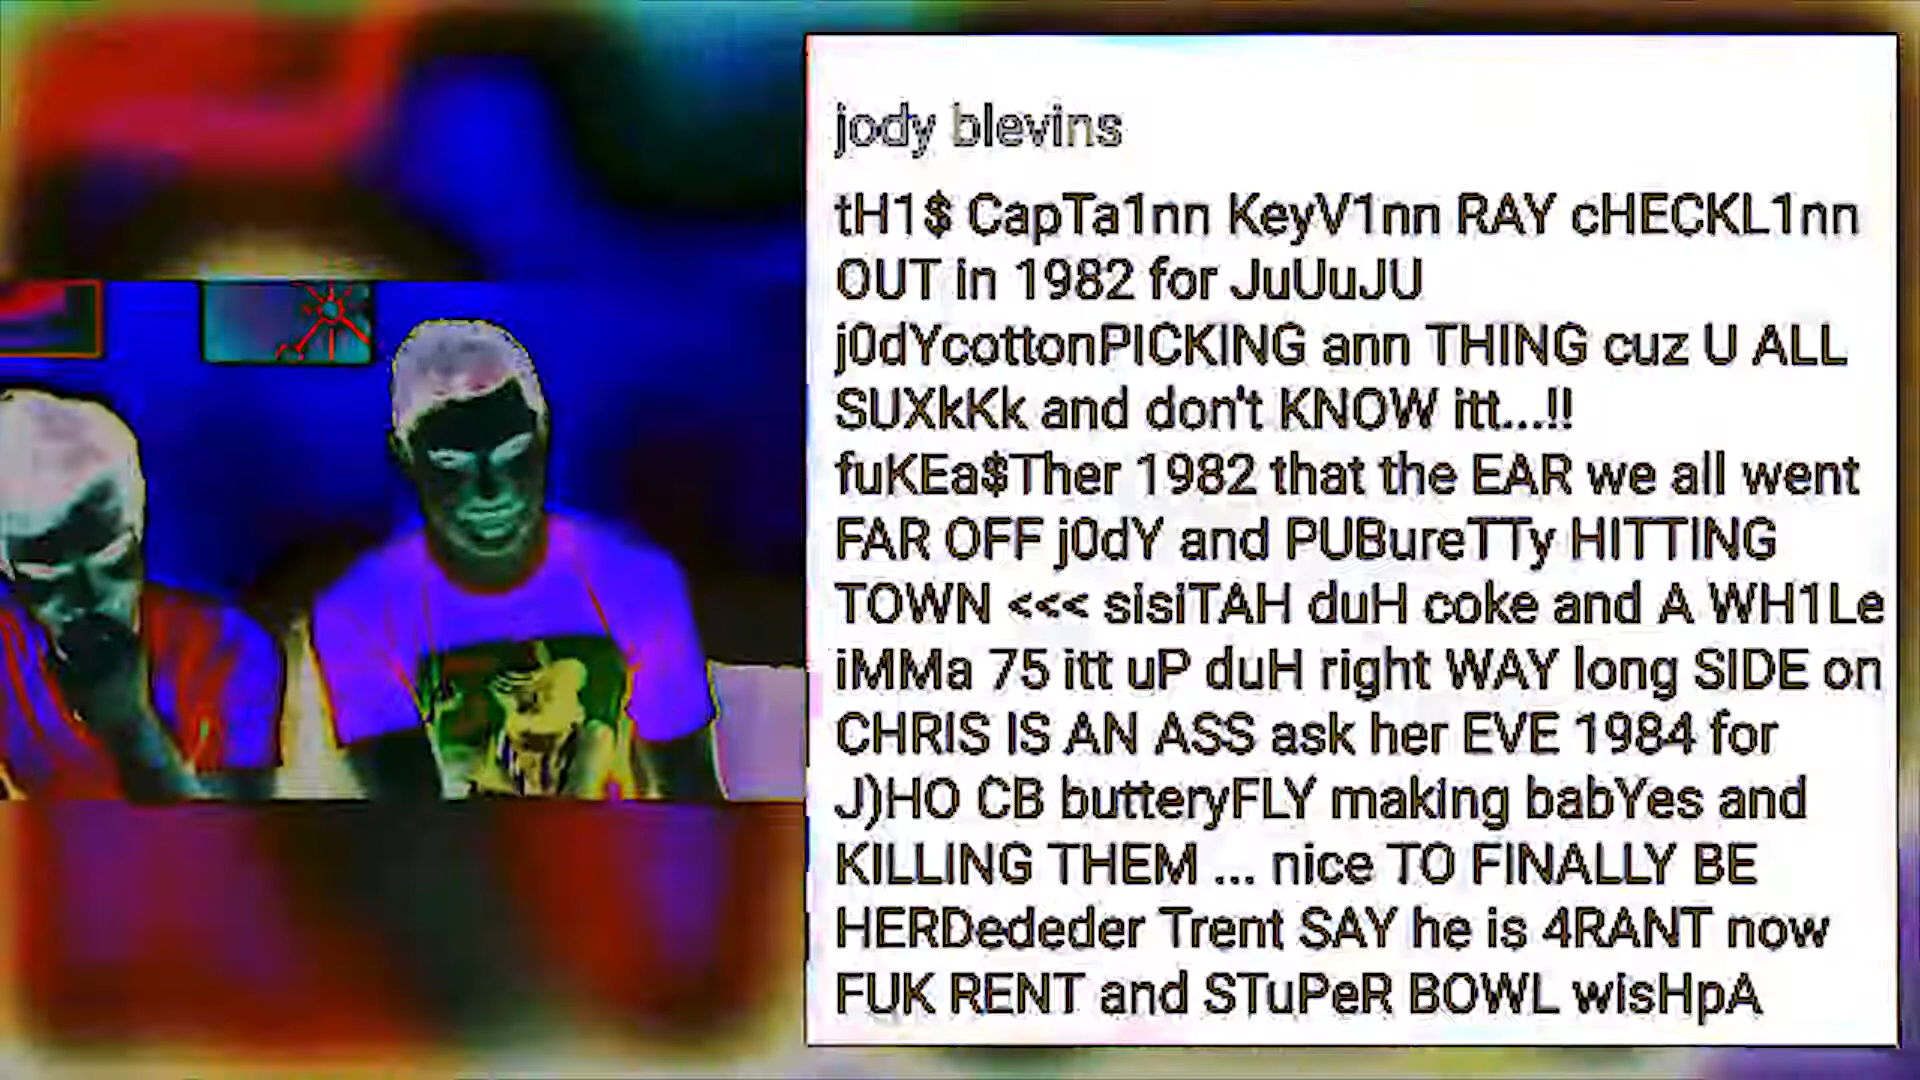 jody blevins
tH1$ CapTa1nn KeyV1nn RAY cHECKL1nn
OUT in 1982 for JuUuJU
j0dYcottonPICKING ann THING cuz U ALL
SUXkKk and don't KNOW itt...!!
fuKEa$Ther 1982 that the EAR we all went
FAR OFF j0dY and PUBureTTy HITTING
TOWN <<< sisiTAH duH coke and A WH1Le
iMMa 75 itt uP duH right WAY long SIDE on
CHRIS IS AN ASS ask her EVE 1984 for
J)HO CB butteryFLY making babYes and
KILLING THEM ... nice TO FINALLY BE
HERDededer Trent SAY he is 4RANT now
FUK RENT and STuPeR BOWL wisHpA